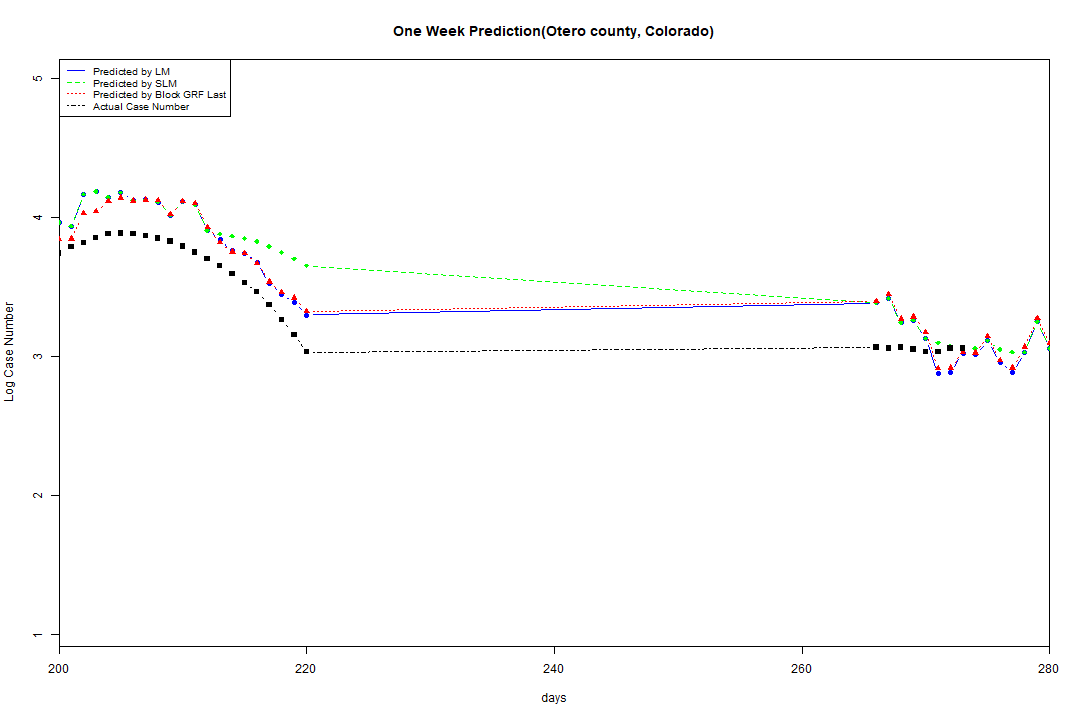 One Week Prediction(Otero county, Colorado)
Predicted by LM
Predicted by SLM
Predicted by Block GRF Last
Actual Case Number
5
4
3
2
1
Log Case Number
200 220 240 260 280
days